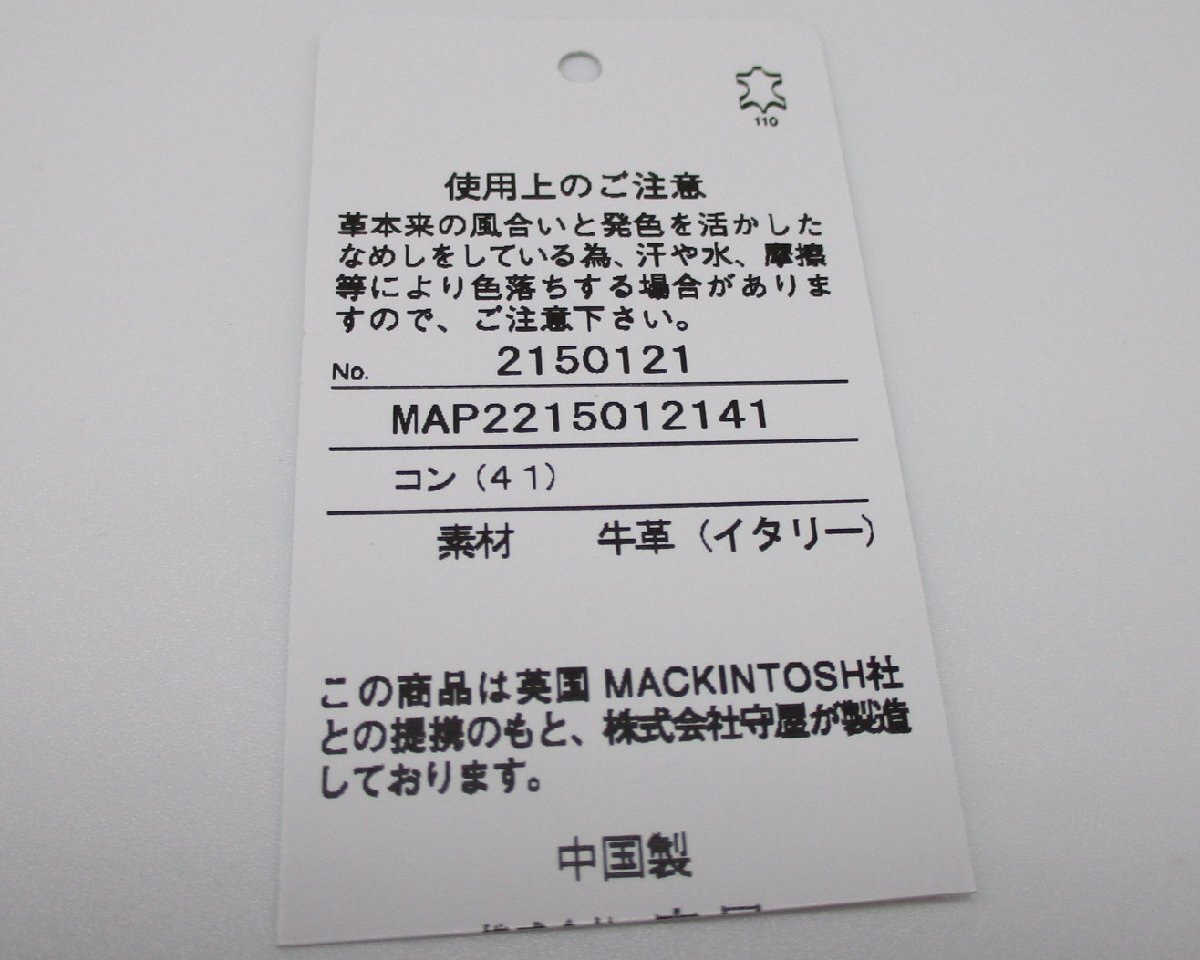 110
使用上のご注意
革本来の風合いと発色を活かした
なめしをしている為、汗や水、摩擦
等により色落ちする場合がありま
すので、ご注意下さい。
No. 2150121
MAP2215012141
コン(41)
素材 牛革(イタリー)
この商品は英国 MACKINTOSH社
との提携のもと、株式会社守屋が製造
しております。
中国製